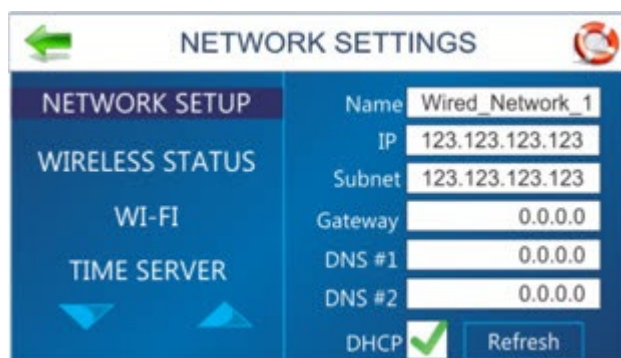 NETWORK SETTINGS
NETWORK SETUP
WIRELESS STATUS
WI-FI
TIME SERVER
Name Wired_Network_1
IP 123.123.123.123
Subnet 123.123.123.123
Gateway 0.0.0.0
DNS #1 0.0.0.0
DNS #2 0.0.0.0
DHCP Refresh